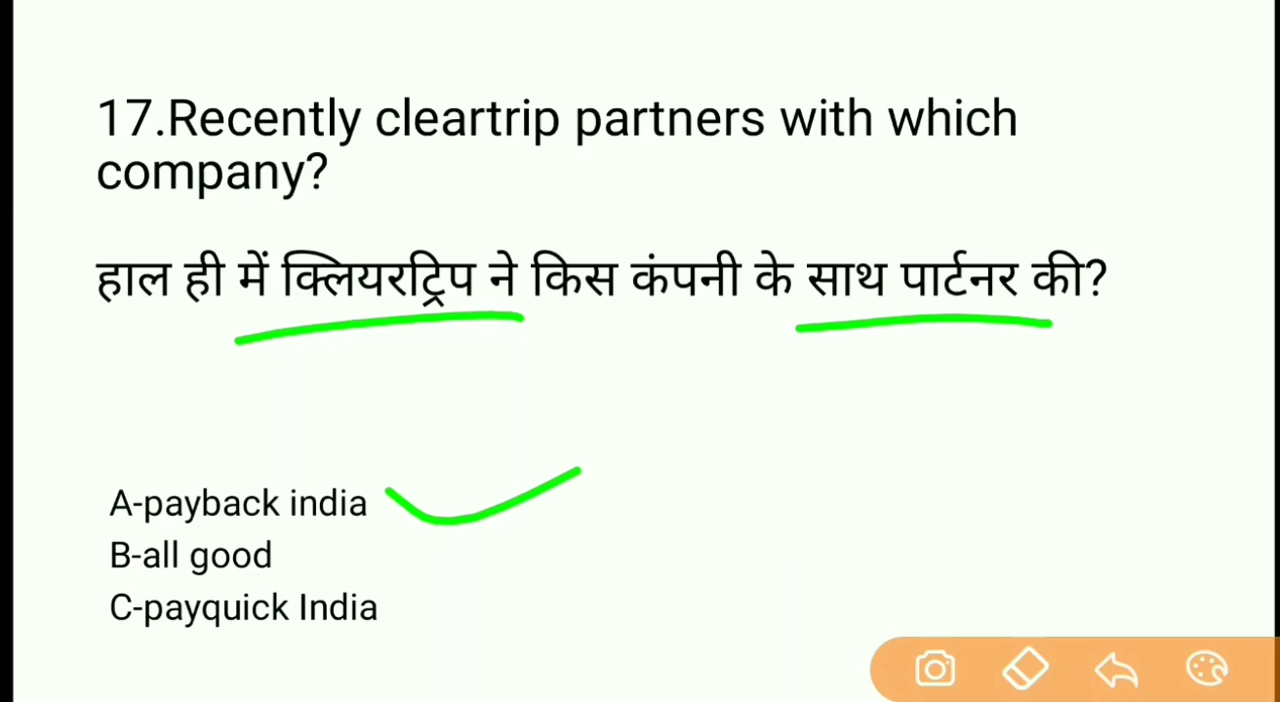 17.Recently cleartrip partners with which
company?
हाल ही में क्लियरट्रिप ने किस कंपनी के साथ पार्टनर की?
A-payback india
B-all good
C-payquick India